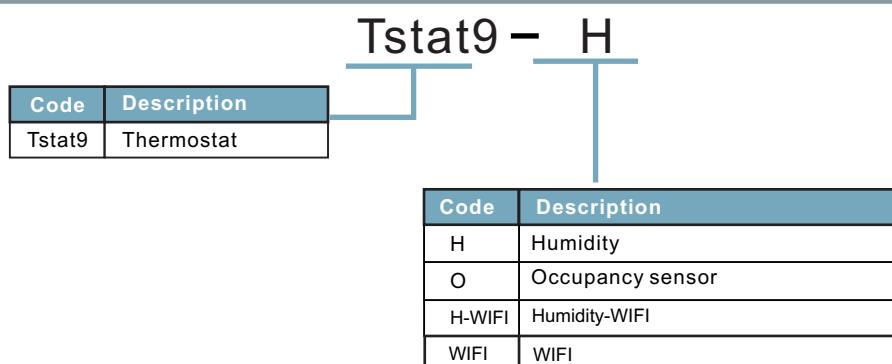 Tstat9 – H
Code Description
Tstat9 Thermostat
Code Description
H Humidity
O Occupancy sensor
H-WIFI Humidity-WIFI
WIFI WIFI